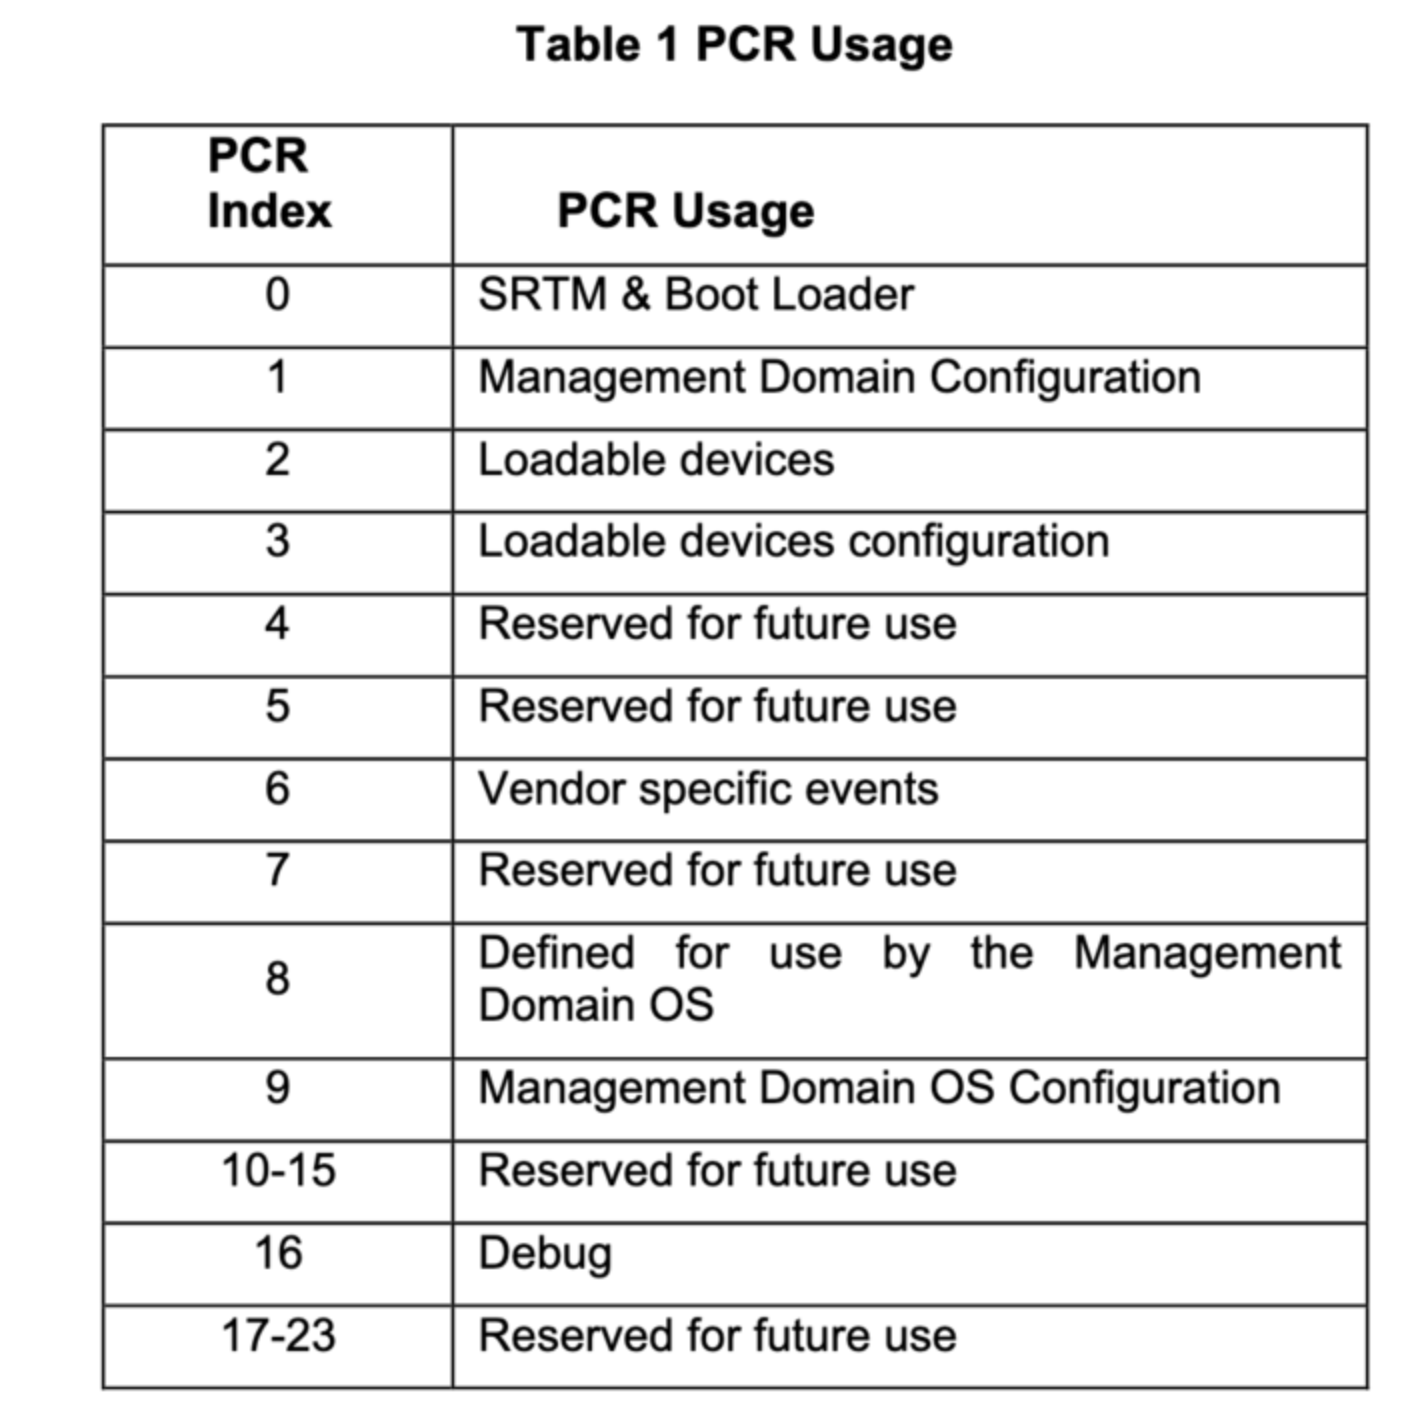 Table 1 PCR Usage
PCR
Index
PCR Usage
0
SRTM & Boot Loader
1
Management Domain Configuration
2
Loadable devices
3
Loadable devices configuration
4
Reserved for future use
5
Reserved for future use
6
Vendor specific events
7
Reserved for future use
8
Defined for use by the Management
Domain OS
9
Management Domain OS Configuration
10-15
Reserved for future use
16
Debug
17-23
Reserved for future use